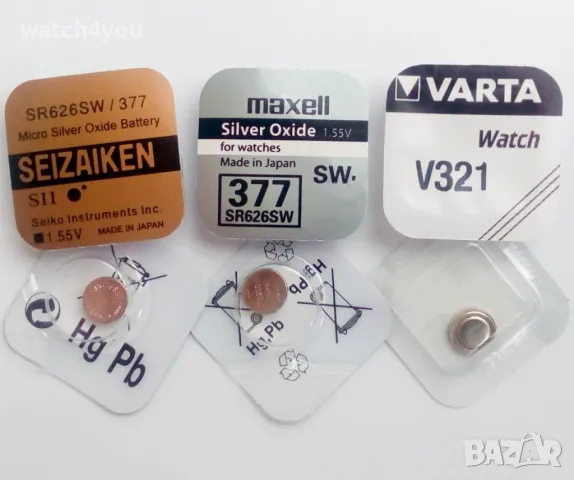 watch4you
SR626SW / 377
Micro Silver Oxide Battery
SEIZAIKEN
SII
Seiko Instruments Inc.
1.55V MADE IN JAPAN
maxell
Silver Oxide 1.55V
for watches
Made in Japan
377 SW.
SR626SW
VARTA
Watch
V321
Hg Pb
Hg,Pb
Hg,Pb
БАЗАР